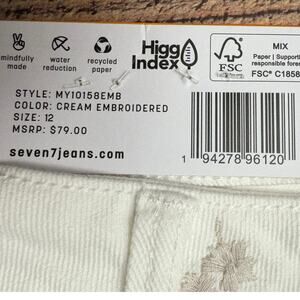 mindfully made
water reduction
recycled paper
Higg Index
FSC
MIX
Paper | Supporting
responsible fores
FSC® C1858
STYLE: MY10158EMB
COLOR: CREAM EMBROIDERED
SIZE: 12
MSRP: $79.00
seven7jeans.com
1 94278 96120